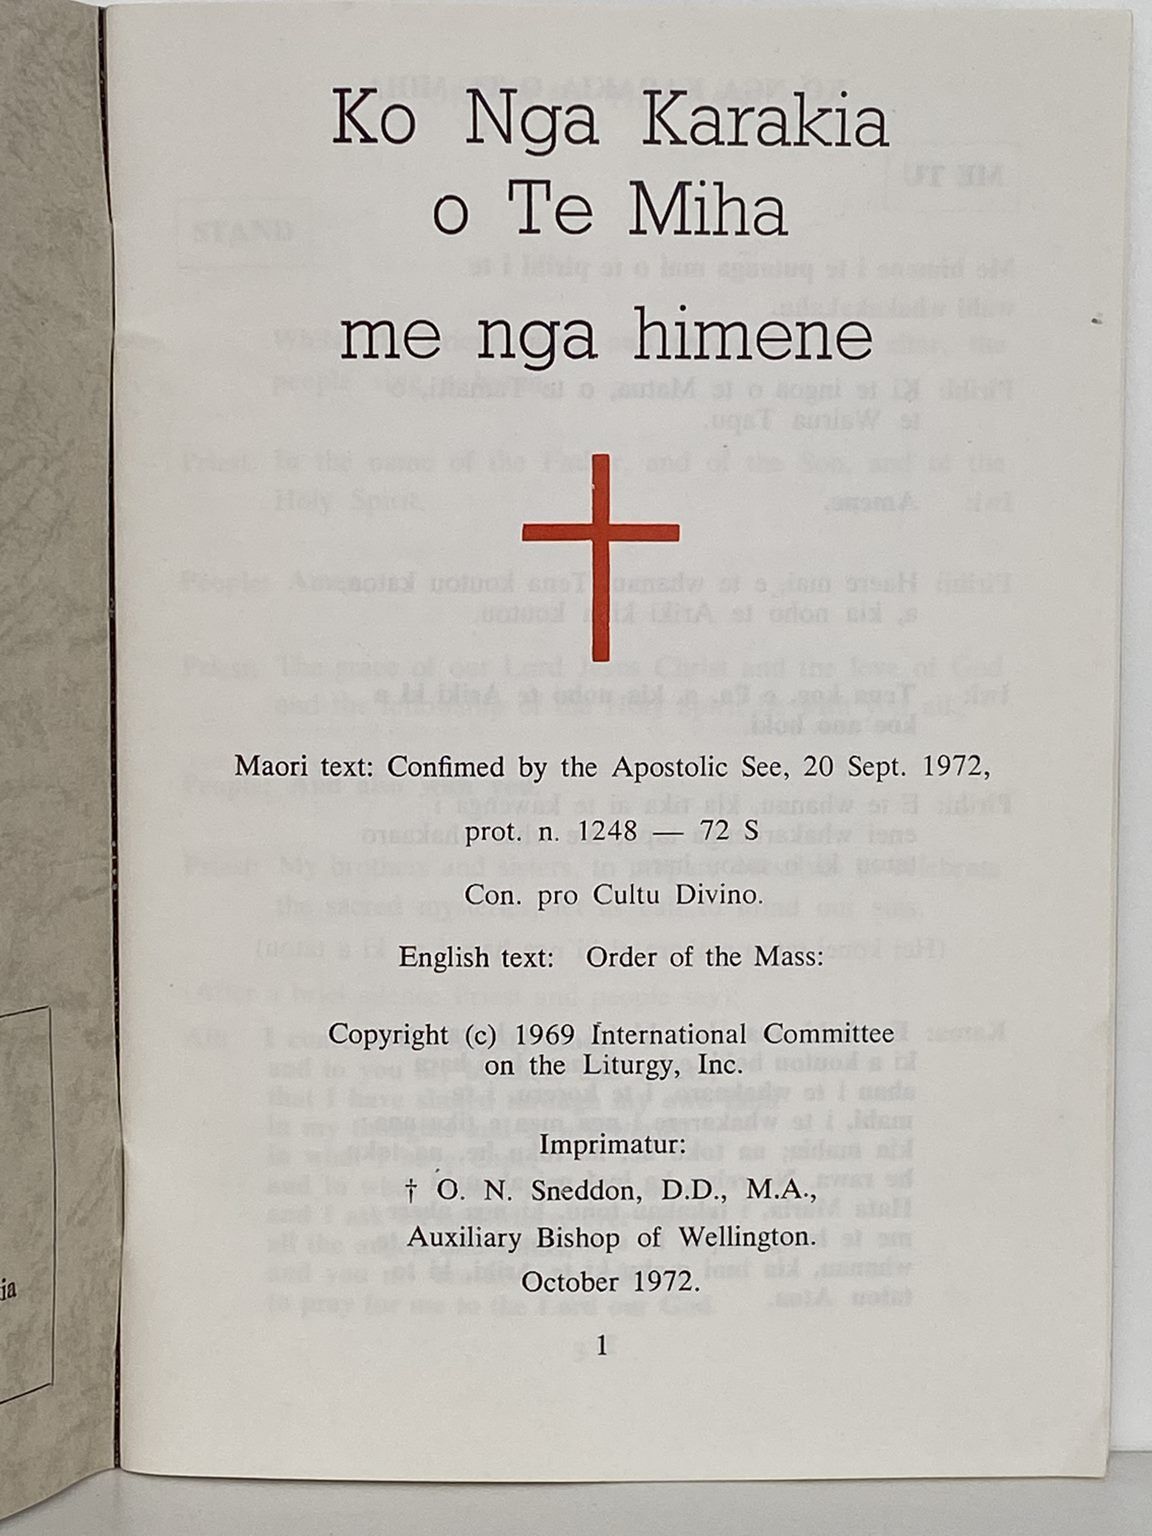 Ko Nga Karakia
o Te Miha
me nga himene
Maori text: Confimed by the Apostolic See, 20 Sept. 1972,
prot. n. 1248 — 72 S
Con. pro Cultu Divino.
English text: Order of the Mass:
Copyright (c) 1969 International Committee
on the Liturgy, Inc.
Imprimatur:
† O. N. Sneddon, D.D., M.A.,
Auxiliary Bishop of Wellington.
October 1972.
1